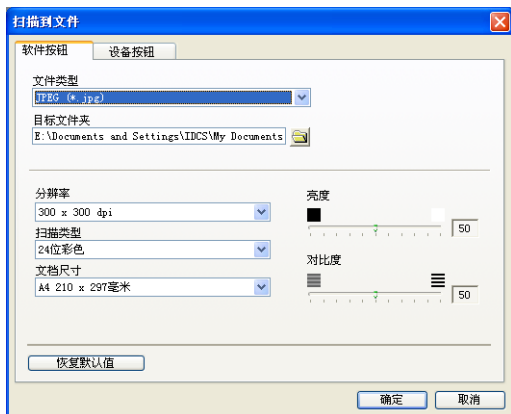 扫描到文件
软件按钮
设备按钮
文件类型
JPEG (*.jpg)
目标文件夹
E:\Documents and Settings\IDCS\My Documents
分辨率
300 x 300 dpi
扫描类型
24位彩色
文档尺寸
A4 210 x 297毫米
亮度
50
对比度
50
恢复默认值
确定
取消